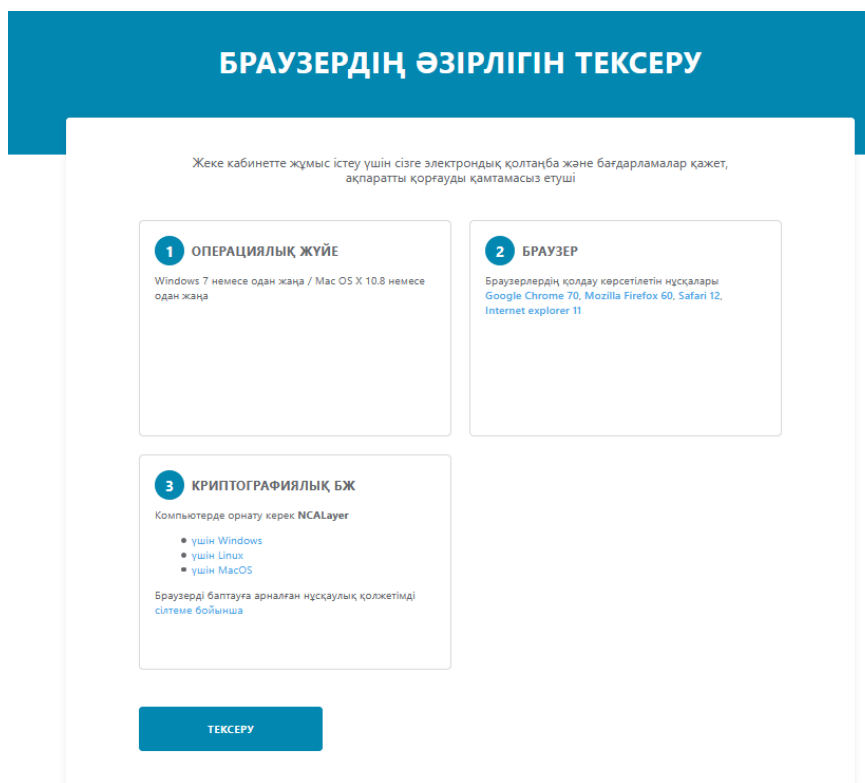 БРАУЗЕРДІҢ ӘЗІРЛІГІН ТЕКСЕРУ
Жеке кабинетте жұмыс істеу үшін сізге электрондық қолтаңба және бағдарламалар қажет,
ақпаратты қорғауды қамтамасыз етуші
1 ОПЕРАЦИЯЛЫҚ ЖҮЙЕ
Windows 7 немесе одан жаңа / Mac OS X 10.8 немесе
одан жаңа
2 БРАУЗЕР
Браузерлердің қолдау көрсетілетін нұсқалары
Google Chrome 70, Mozilla Firefox 60, Safari 12,
Internet explorer 11
3 КРИПТОГРАФИЯЛЫҚ БЖ
Компьютерде орнату керек NCALayer
• үшін Windows
• үшін Linux
• үшін MacOS
Браузерді баптауға арналған нұсқаулық қолжетімді
сілтеме бойынша
ТЕКСЕРУ